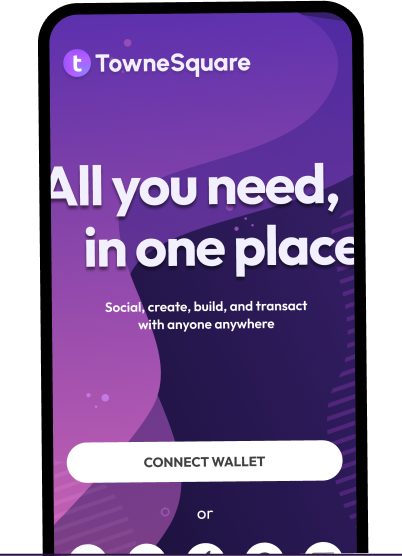 TowneSquare
All you need,
in one place
Social, create, build, and transact
with anyone anywhere
CONNECT WALLET
or